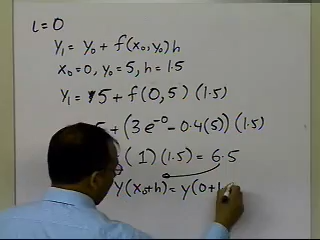 i=0
y₁ = y₀ + f(x₀,y₀)h
x₀=0, y₀=5, h=1.5
y₁ = 5 + f(0,5)(1.5)
5 + (3e⁻⁰ - 0.4(5))(1.5)
(1)(1.5) = 6.5
y(x₀+h) = y(0+1